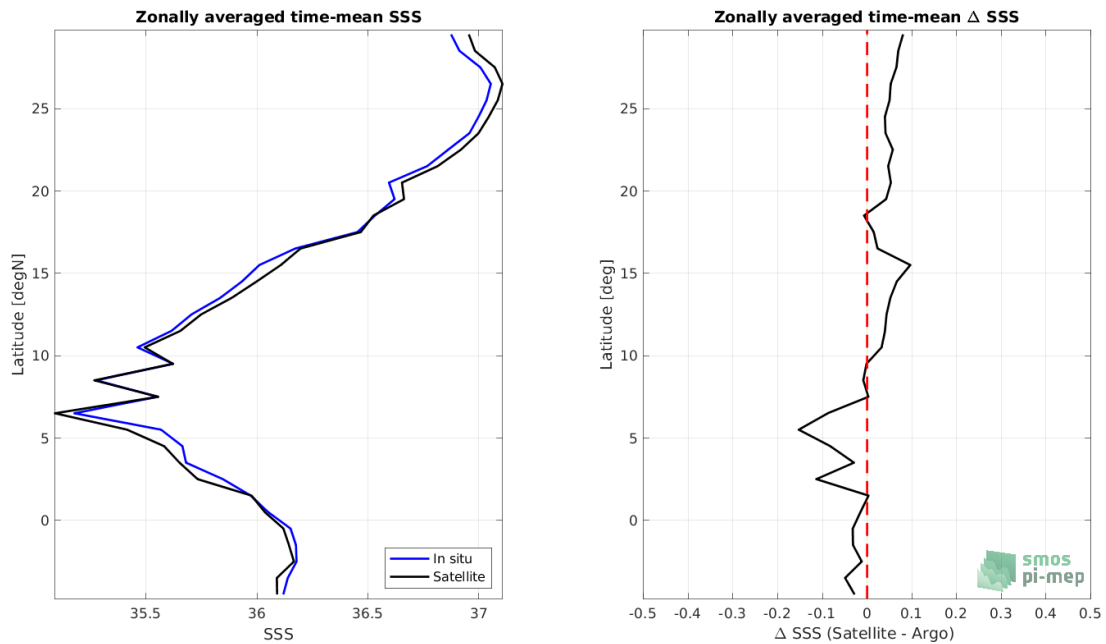 Zonally averaged time-mean SSS
25
20
15
10
5
0
Latitude [degN]
35.5
36
36.5
37
SSS
In situ
Satellite
Zonally averaged time-mean Δ SSS
25
20
15
10
5
0
Latitude [deg]
-0.5
-0.4
-0.3
-0.2
-0.1
0
0.1
0.2
0.3
0.4
0.5
Δ SSS (Satellite - Argo)
smos
pi-mep